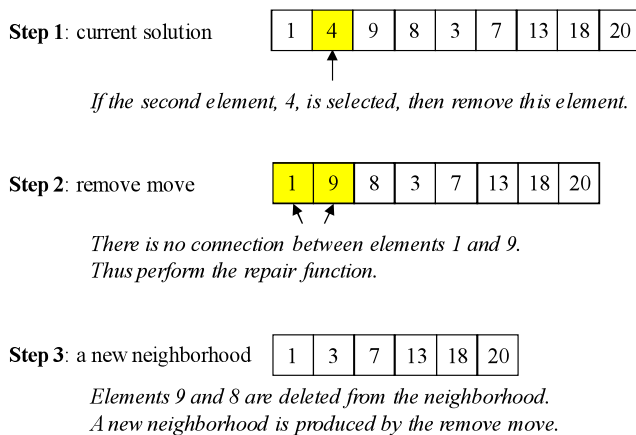 Step 1: current solution 1 4 9 8 3 7 13 18 20
If the second element, 4, is selected, then remove this element.
Step 2: remove move 1 9 8 3 7 13 18 20
There is no connection between elements 1 and 9.
Thus perform the repair function.
Step 3: a new neighborhood 1 3 7 13 18 20
Elements 9 and 8 are deleted from the neighborhood.
A new neighborhood is produced by the remove move.